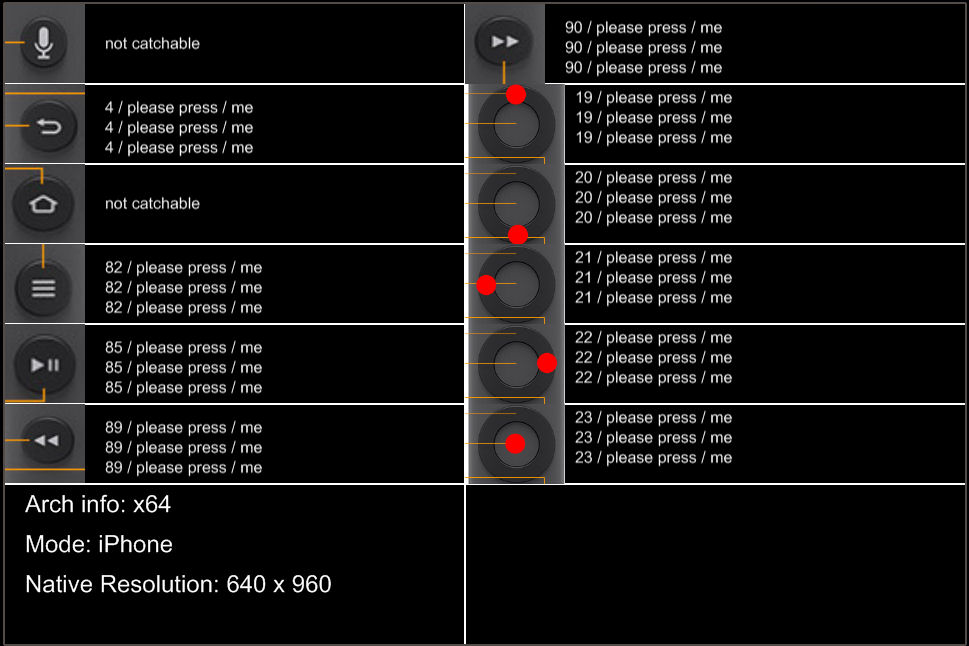 not catchable
4 / please press / me
4 / please press / me
4 / please press / me
not catchable
82 / please press / me
82 / please press / me
82 / please press / me
85 / please press / me
85 / please press / me
85 / please press / me
89 / please press / me
89 / please press / me
89 / please press / me
Arch info: x64
Mode: iPhone
Native Resolution: 640 x 960
90 / please press / me
90 / please press / me
90 / please press / me
19 / please press / me
19 / please press / me
19 / please press / me
20 / please press / me
20 / please press / me
20 / please press / me
21 / please press / me
21 / please press / me
21 / please press / me
22 / please press / me
22 / please press / me
22 / please press / me
23 / please press / me
23 / please press / me
23 / please press / me